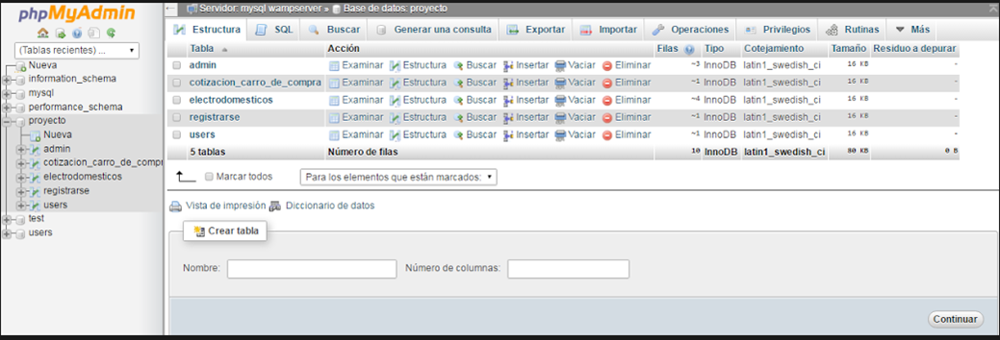 phpMyAdmin
(Tablas recientes) ...
Nueva
information_schema
mysql
performance_schema
proyecto
Nueva
admin
cotizacion_carro_de_compr
electrodomesticos
registrarse
users
test
users
Servidor: mysql wampserver » Base de datos: proyecto
Estructura SQL Buscar Generar una consulta Exportar Importar Operaciones Privilegios Rutinas Más
Tabla Acción Filas Tipo Cotejamiento Tamaño Residuo a depurar
admin Examinar Estructura Buscar Insertar Vaciar Eliminar ~3 InnoDB latin1_swedish_ci 16 KB -
cotizacion_carro_de_compra Examinar Estructura Buscar Insertar Vaciar Eliminar ~1 InnoDB latin1_swedish_ci 16 KB -
electrodomesticos Examinar Estructura Buscar Insertar Vaciar Eliminar ~4 InnoDB latin1_swedish_ci 16 KB -
registrarse Examinar Estructura Buscar Insertar Vaciar Eliminar ~1 InnoDB latin1_swedish_ci 16 KB -
users Examinar Estructura Buscar Insertar Vaciar Eliminar ~1 InnoDB latin1_swedish_ci 16 KB -
5 tablas Número de filas 10 InnoDB latin1_swedish_ci 80 KB 0 B
Marcar todos Para los elementos que están marcados:
Vista de impresión Diccionario de datos
Crear tabla
Nombre: Número de columnas:
Continuar